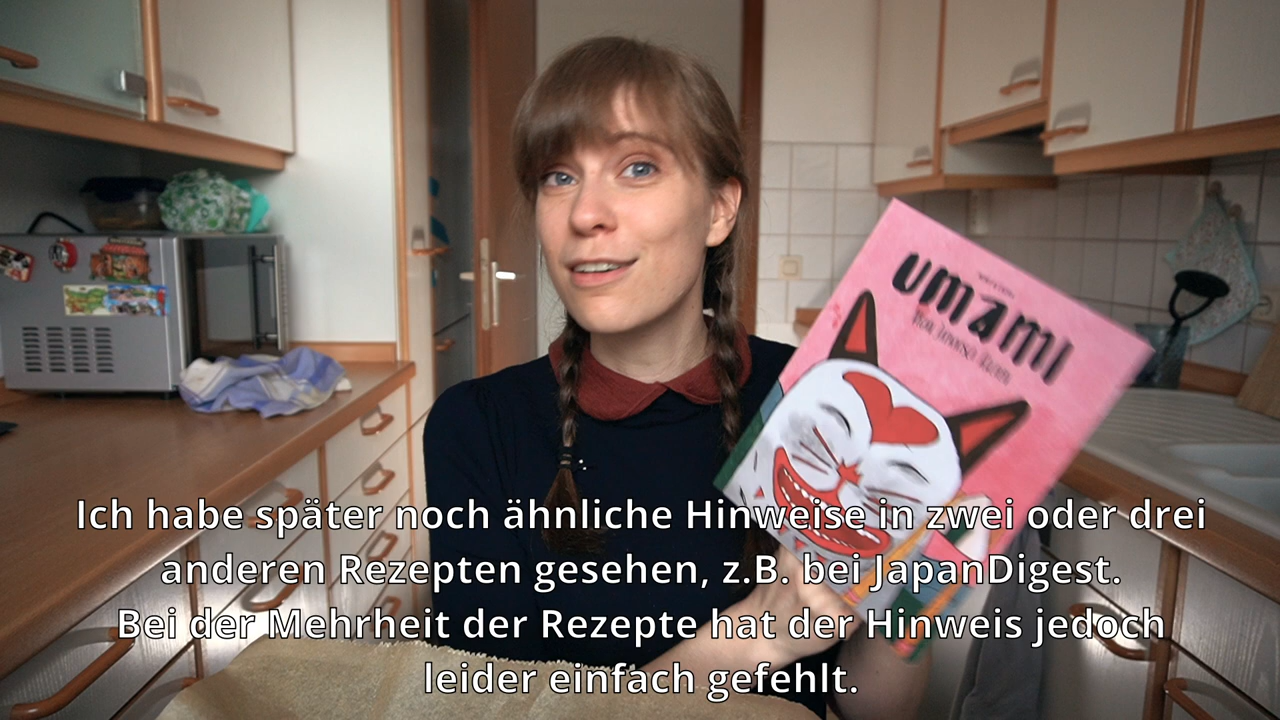 umami
Ich habe später noch ähnliche Hinweise in zwei oder drei
anderen Rezepten gesehen, z.B. bei JapanDigest.
Bei der Mehrheit der Rezepte hat der Hinweis jedoch
leider einfach gefehlt.